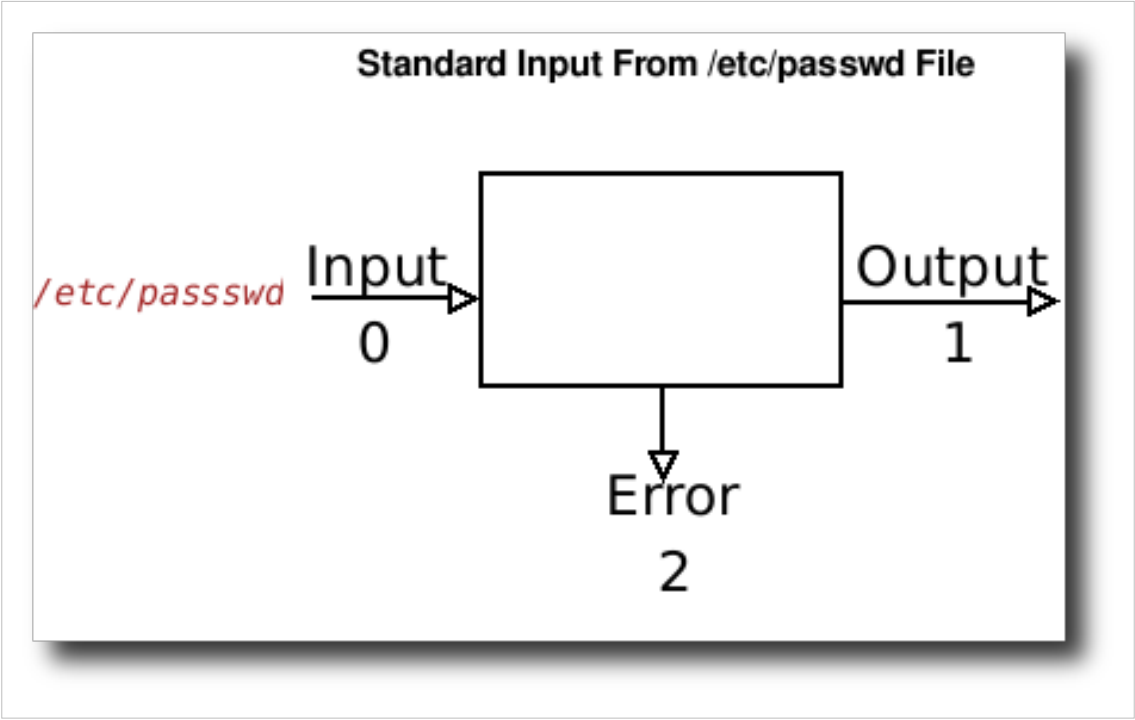 Standard Input From /etc/passwd File
Input
Output
/etc/passswd
0
1
Error
2